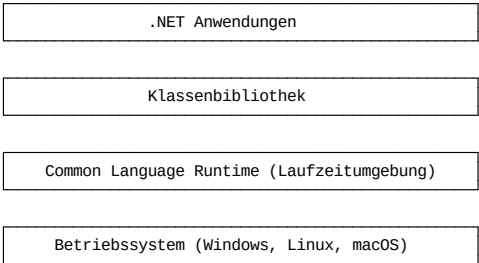 .NET Anwendungen
Klassenbibliothek
Common Language Runtime (Laufzeitumgebung)
Betriebssystem (Windows, Linux, macOS)